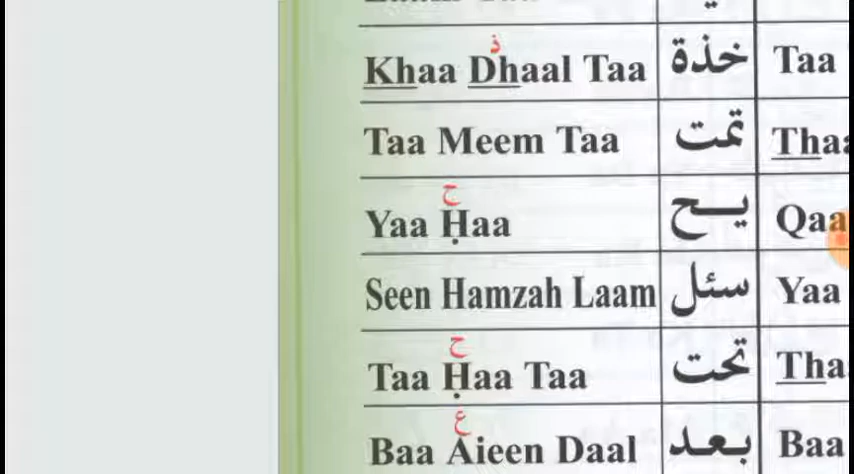 ذ
Khaa Dhaal Taa خذة Taa
Taa Meem Taa تمت
ح
Yaa Ḥaa يـح
Seen Hamzah Laam سئل Yaa
ح
Taa Ḥaa Taa تحت
ع
Baa Aieen Daal بعد Baa